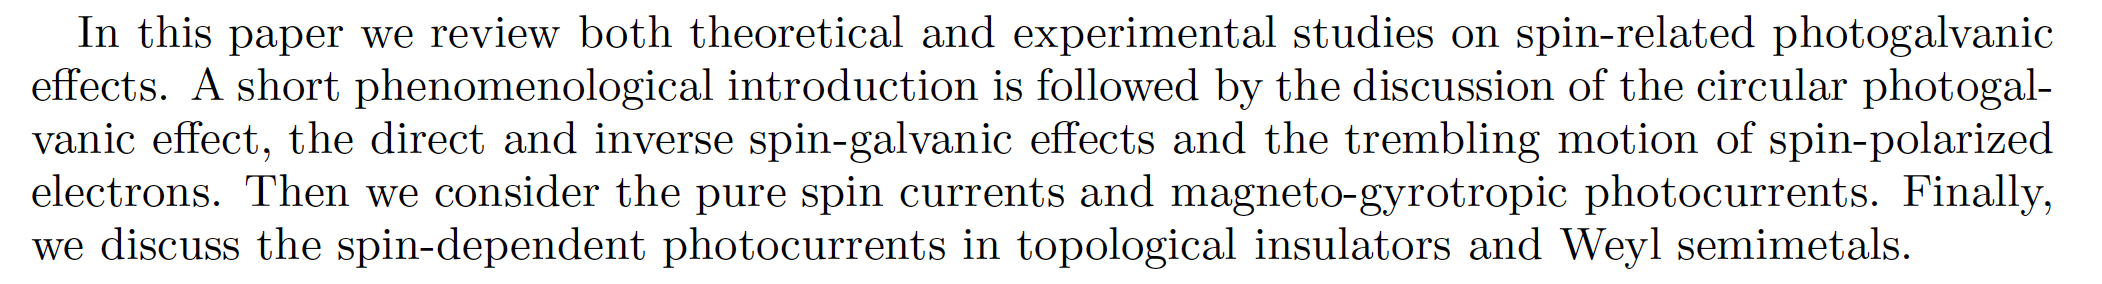 In this paper we review both theoretical and experimental studies on spin-related photogalvanic
effects. A short phenomenological introduction is followed by the discussion of the circular photogal-
vanic effect, the direct and inverse spin-galvanic effects and the trembling motion of spin-polarized
electrons. Then we consider the pure spin currents and magneto-gyrotropic photocurrents. Finally,
we discuss the spin-dependent photocurrents in topological insulators and Weyl semimetals.